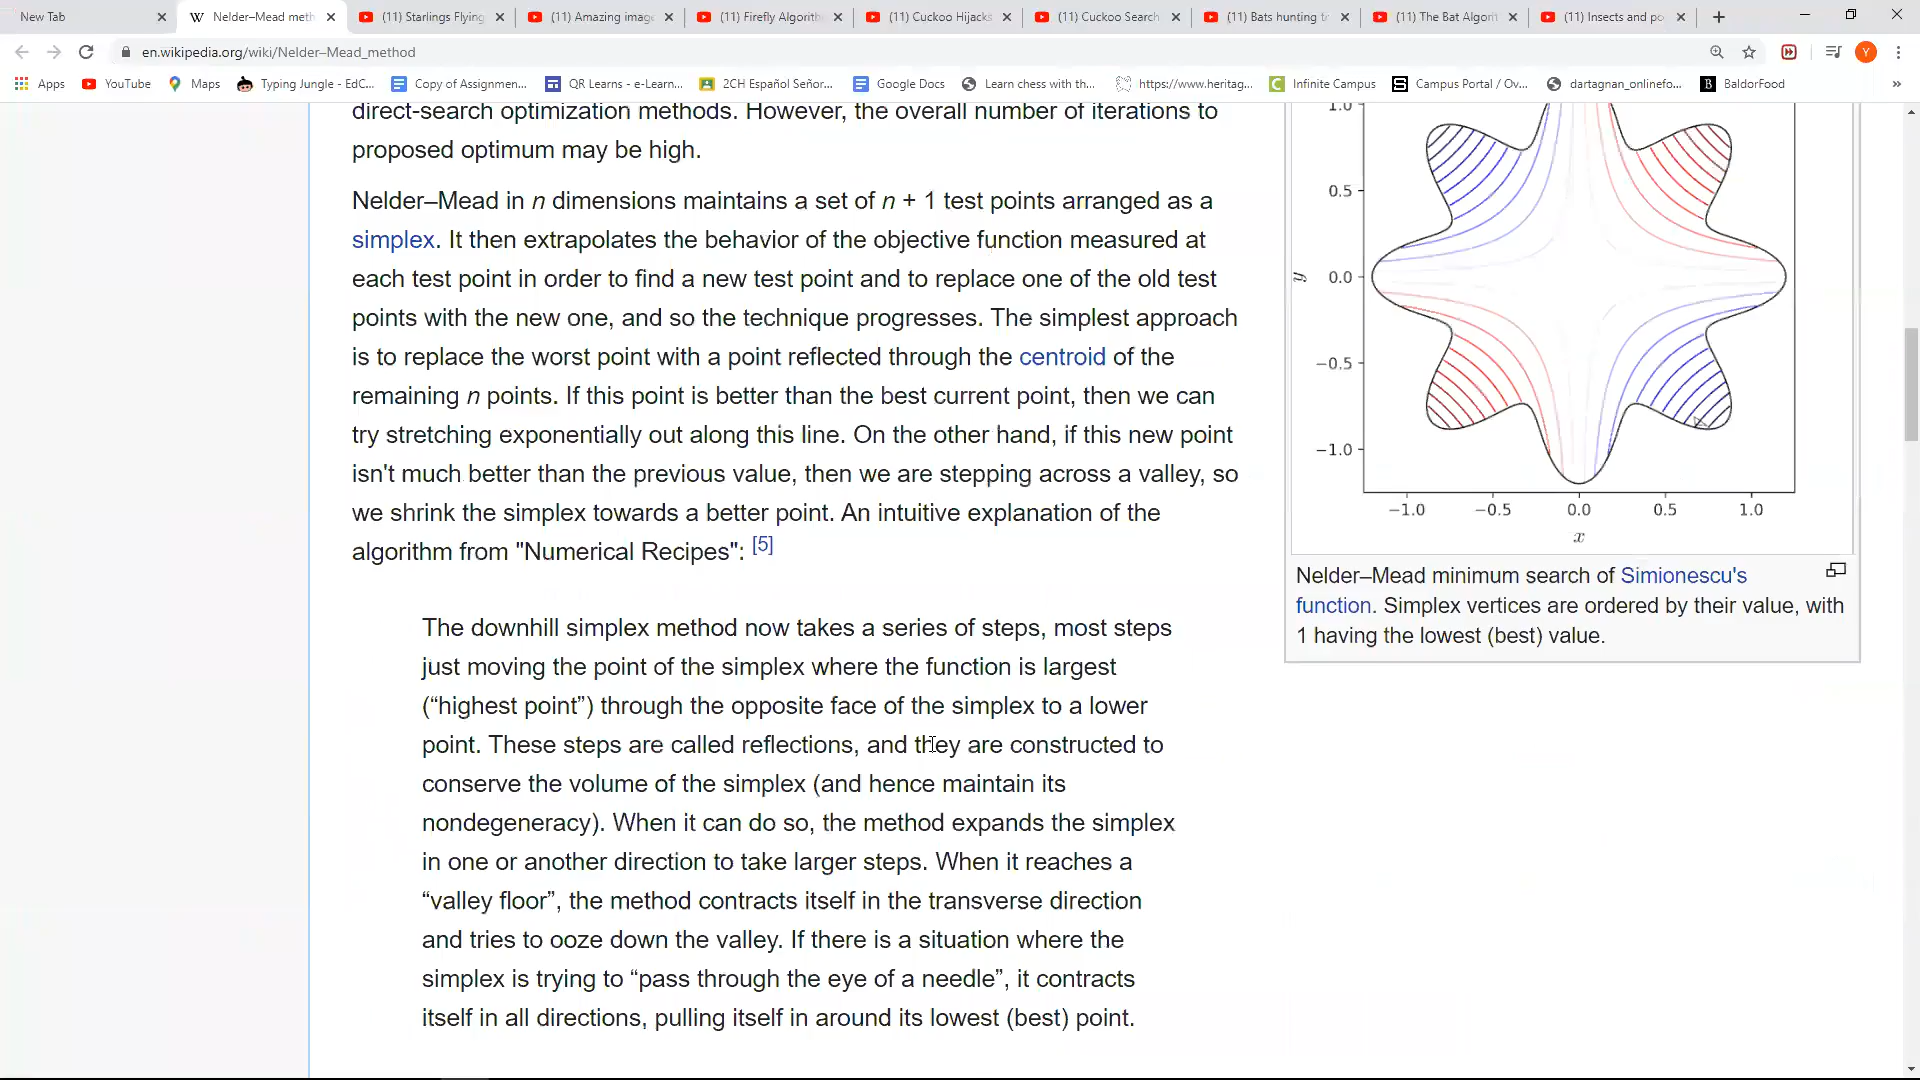 New Tab
Nelder–Mead meth
(11) Starlings Flying
(11) Amazing imag
(11) Firefly Algorith
(11) Cuckoo Hijacks
(11) Cuckoo Search
(11) Bats hunting
(11) The Bat Algori
(11) Insects and po
en.wikipedia.org/wiki/Nelder–Mead_method
Y
Apps
YouTube
Maps
Typing Jungle - EdC...
Copy of Assignmen...
QR Learns - e-Learn...
2CH Español Señor...
Google Docs
Learn chess with th...
https://www.heritag...
Infinite Campus
Campus Portal / Ov...
dartagnan_onlinefo...
BaldorFood
»
direct-search optimization methods. However, the overall number of iterations to
proposed optimum may be high.
Nelder–Mead in n dimensions maintains a set of n + 1 test points arranged as a
simplex. It then extrapolates the behavior of the objective function measured at
each test point in order to find a new test point and to replace one of the old test
points with the new one, and so the technique progresses. The simplest approach
is to replace the worst point with a point reflected through the centroid of the
remaining n points. If this point is better than the best current point, then we can
try stretching exponentially out along this line. On the other hand, if this new point
isn't much better than the previous value, then we are stepping across a valley, so
we shrink the simplex towards a better point. An intuitive explanation of the
algorithm from "Numerical Recipes": [5]
The downhill simplex method now takes a series of steps, most steps
just moving the point of the simplex where the function is largest
(“highest point”) through the opposite face of the simplex to a lower
point. These steps are called reflections, and they are constructed to
conserve the volume of the simplex (and hence maintain its
nondegeneracy). When it can do so, the method expands the simplex
in one or another direction to take larger steps. When it reaches a
“valley floor”, the method contracts itself in the transverse direction
and tries to ooze down the valley. If there is a situation where the
simplex is trying to “pass through the eye of a needle”, it contracts
itself in all directions, pulling itself in around its lowest (best) point.
1.0
0.5
0.0
−0.5
−1.0
y
−1.0 −0.5 0.0 0.5 1.0
x
Nelder–Mead minimum search of Simionescu's
function. Simplex vertices are ordered by their value, with
1 having the lowest (best) value.